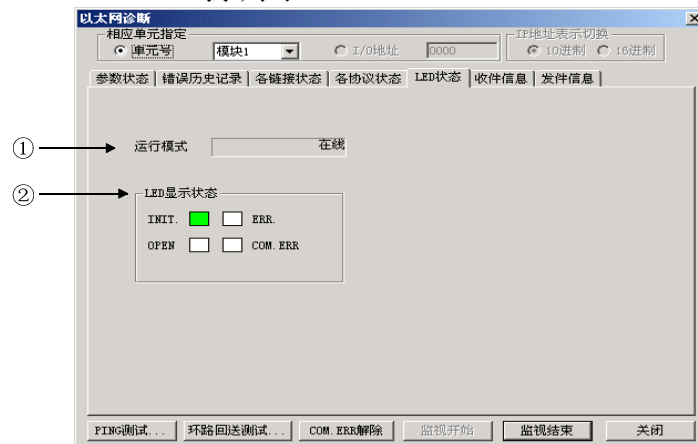 以太网诊断
相应单元指定
单元号 模块1 I/O地址 0000
IP地址表示切换
10进制 16进制
参数状态 错误历史记录 各链接状态 各协议状态 LED状态 收件信息 发件信息
① 运行模式 在线
② LED显示状态
INIT. ERR.
OPEN COM.ERR
PING测试... 环路回送测试... COM.ERR解除 监视开始 监视结束 关闭